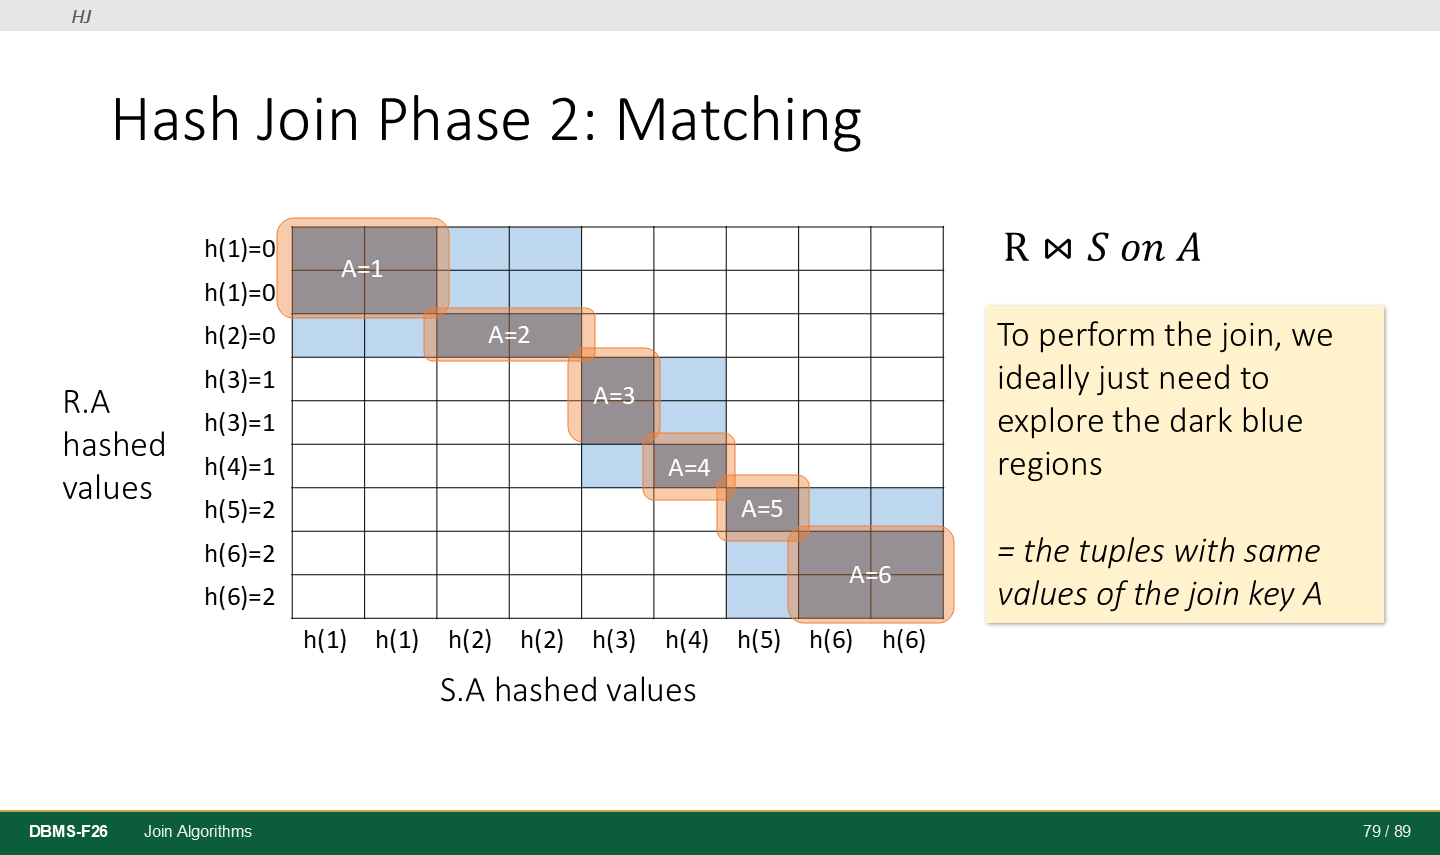 HJ
Hash Join Phase 2: Matching
h(1)=0
h(1)=0
h(2)=0
h(3)=1
h(3)=1
h(4)=1
h(5)=2
h(6)=2
h(6)=2
R.A
hashed
values
A=1
A=2
A=3
A=4
A=5
A=6
h(1) h(1) h(2) h(2) h(3) h(4) h(5) h(6) h(6)
S.A hashed values
R ⋈ S on A
To perform the join, we
ideally just need to
explore the dark blue
regions
= the tuples with same
values of the join key A
DBMS-F26 Join Algorithms 79 / 89